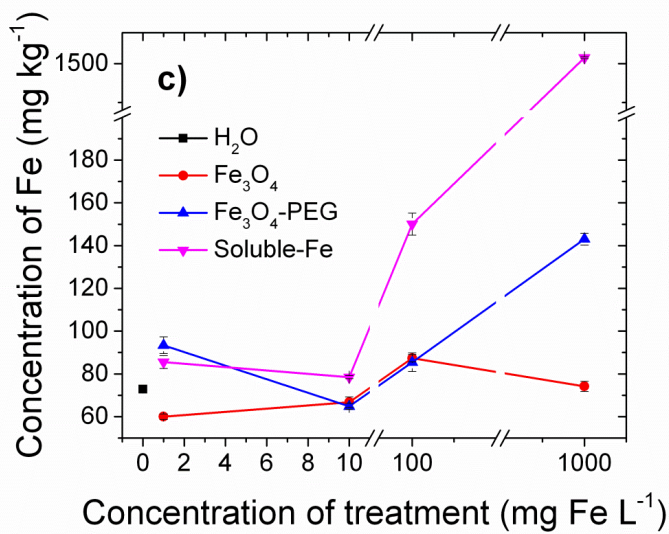 c)
H₂O
Fe₃O₄
Fe₃O₄-PEG
Soluble-Fe
Concentration of Fe (mg kg⁻¹)
1500
180
160
140
120
100
80
60
0 2 4 6 8 10 100 1000
Concentration of treatment (mg Fe L⁻¹)